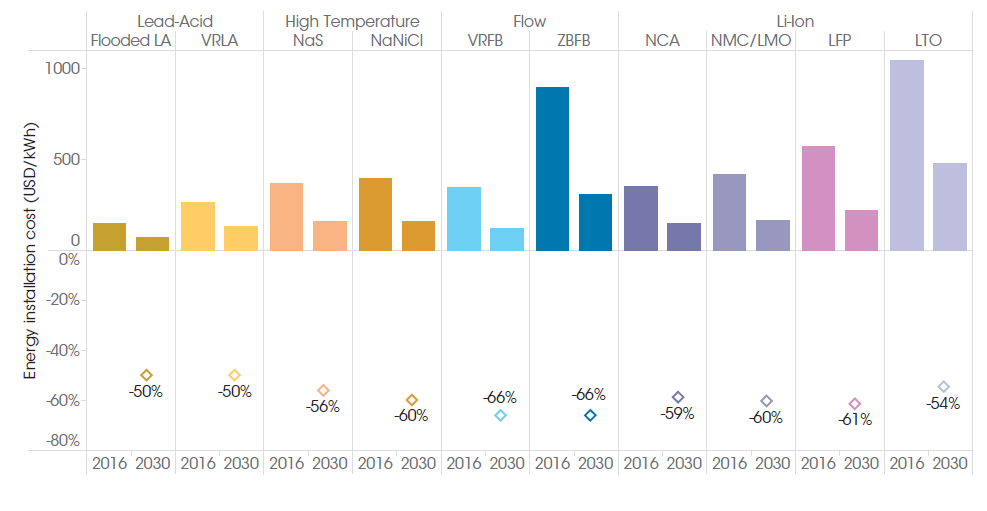 Lead-Acid High Temperature Flow Li-Ion
Flooded LA VRLA NaS NaNiCl VRFB ZBFB NCA NMC/LMO LFP LTO
Energy installation cost (USD/kWh)
1000
500
0
0%
-20%
-40%
-60%
-80%
-50% -50% -56% -60% -66% -66% -59% -60% -61% -54%
2016 2030 2016 2030 2016 2030 2016 2030 2016 2030 2016 2030 2016 2030 2016 2030 2016 2030 2016 2030